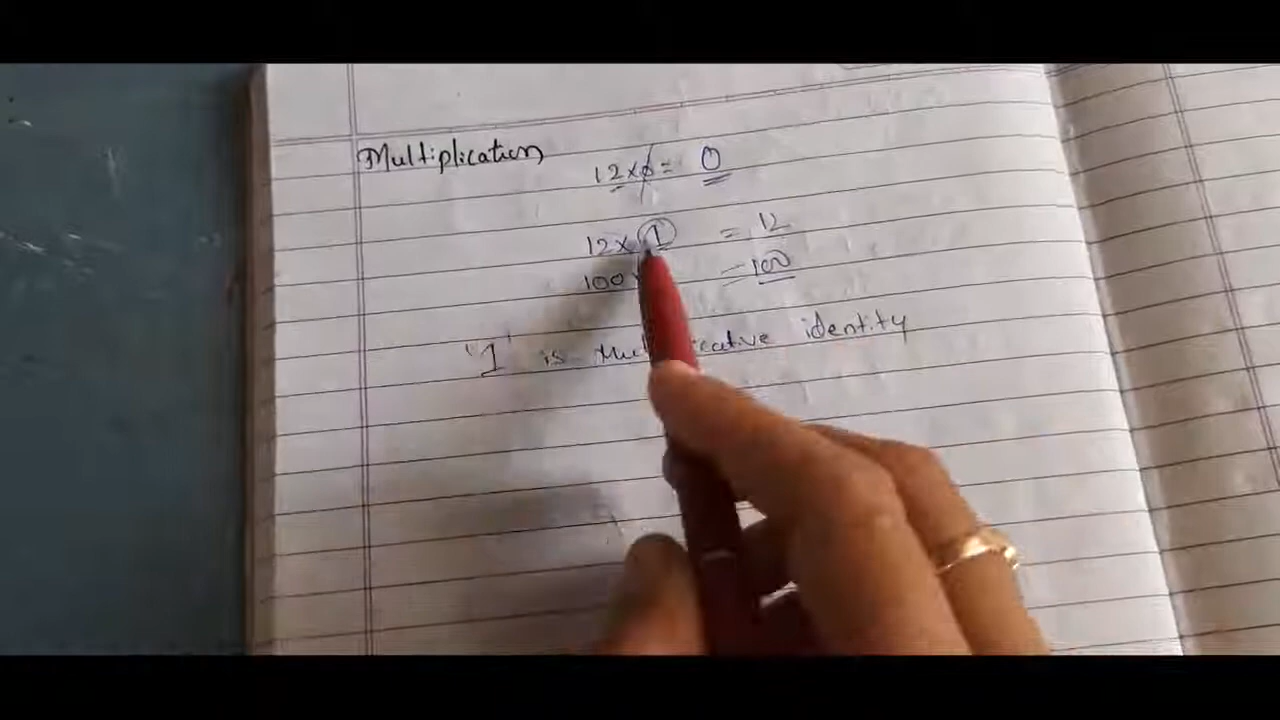 Multiplication
12 × 0 = 0
12 × 1 = 12
100 × = 100
'1' is identity